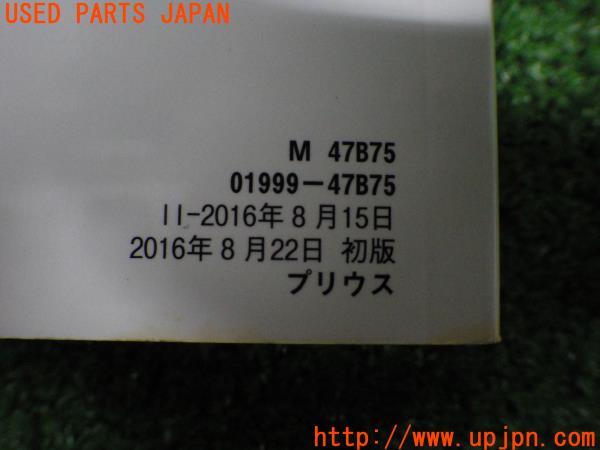 USED PARTS JAPAN
M 47B75
01999-47B75
II-2016年8月15日
2016年8月22日 初版
プリウス
http://www.upjpn.com/